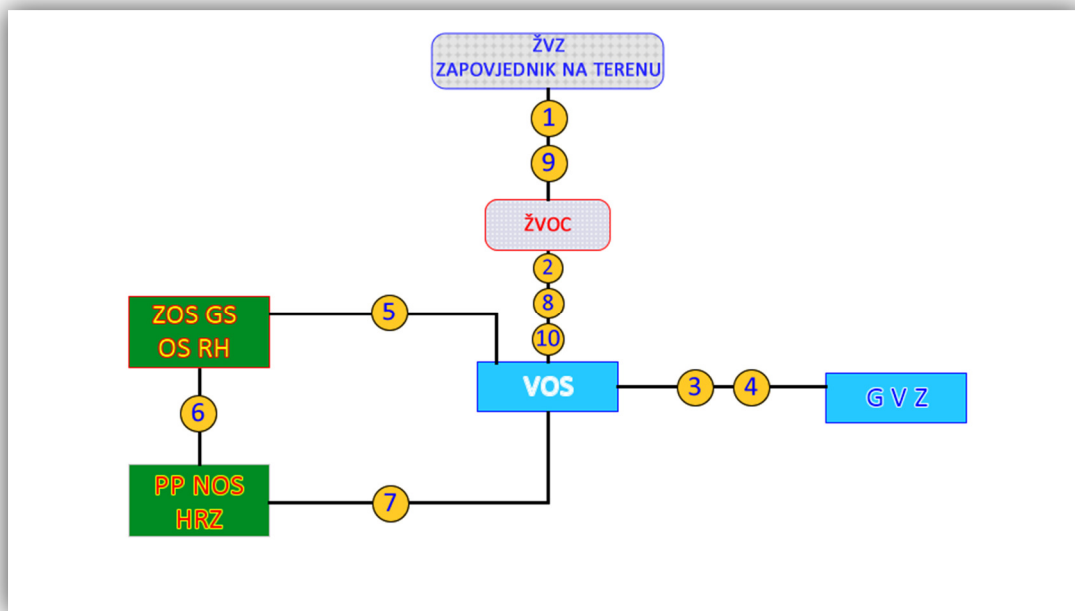 ŽVZ
ZAPOVJEDNIK NA TERENU
1
9
ŽVOC
2
8
10
ZOS GS
OS RH
5
VOS
3
4
G V Z
6
PP NOS
HRZ
7